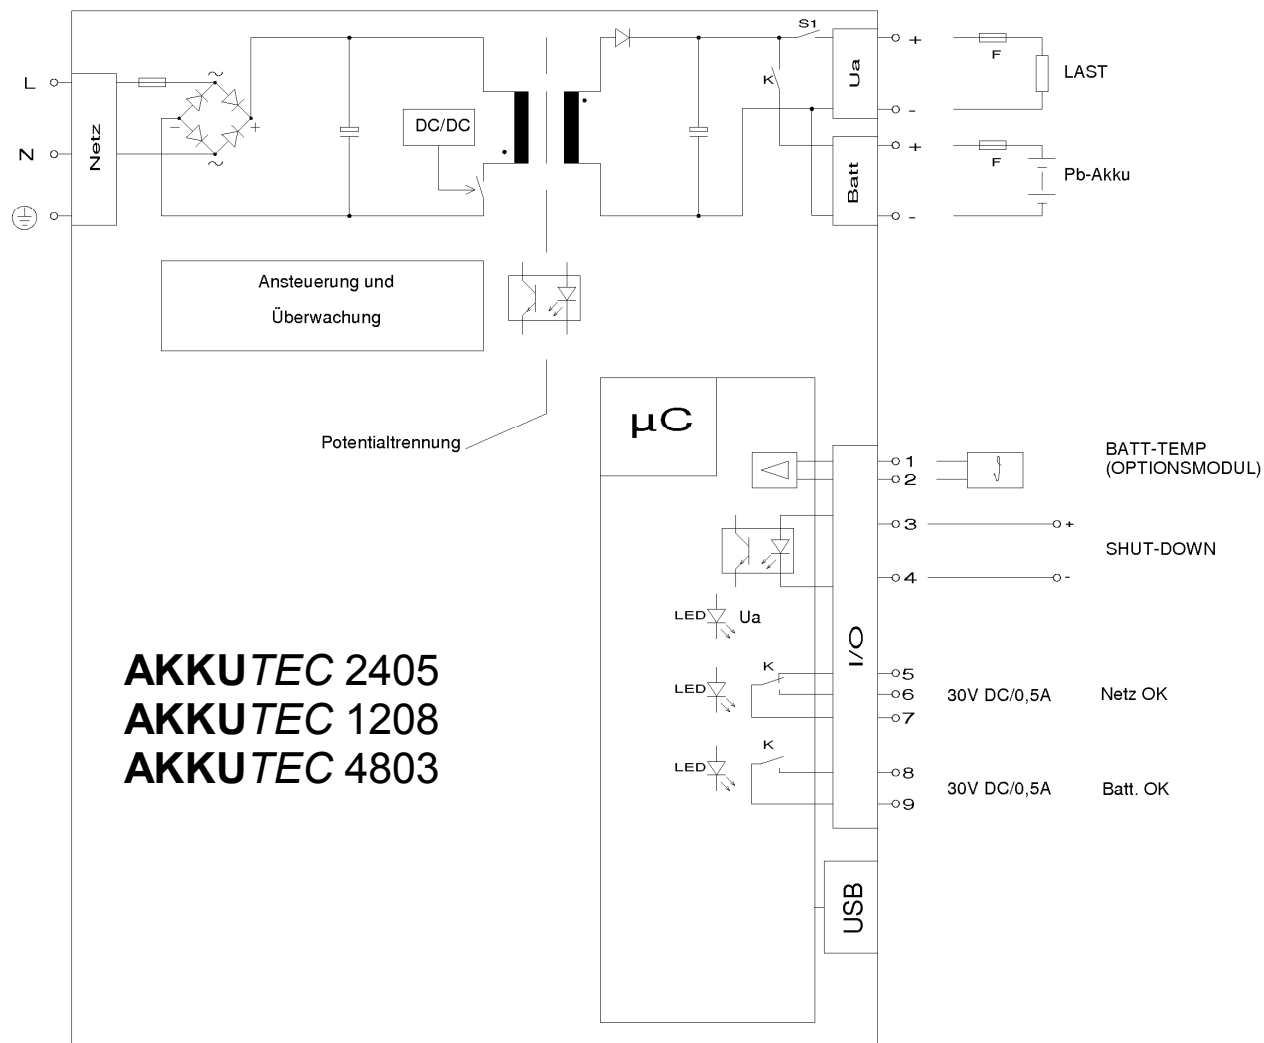 S1
L
N
Netz
~
-
+
~
DC/DC
K
Ua
+
-
F
LAST
Batt
+
-
F
Pb-Akku
Ansteuerung und
Überwachung
Potentialtrennung
µC
1
2
BATT-TEMP
(OPTIONSMODUL)
3
+
SHUT-DOWN
4
-
LED
Ua
I/O
K
LED
5
6
7
30V DC/0,5A
Netz OK
K
LED
8
9
30V DC/0,5A
Batt. OK
AKKUTEC 2405
AKKUTEC 1208
AKKUTEC 4803
USB